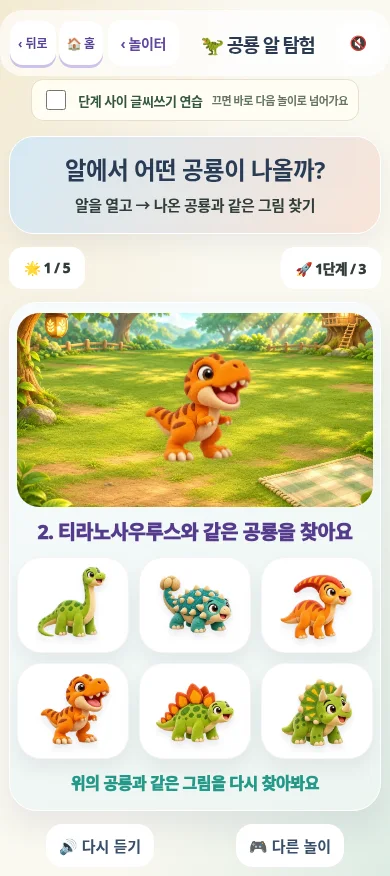 ‹ 뒤로 🏠 홈 ‹ 놀이터 🦖 공룡 알 탐험 🔇
단계 사이 글씨쓰기 연습 끄면 바로 다음 놀이로 넘어가요
알에서 어떤 공룡이 나올까?
알을 열고 → 나온 공룡과 같은 그림 찾기
🌟 1 / 5 🚀 1단계 / 3
2. 티라노사우루스와 같은 공룡을 찾아요
위의 공룡과 같은 그림을 다시 찾아봐요
🔊 다시 듣기 🎮 다른 놀이